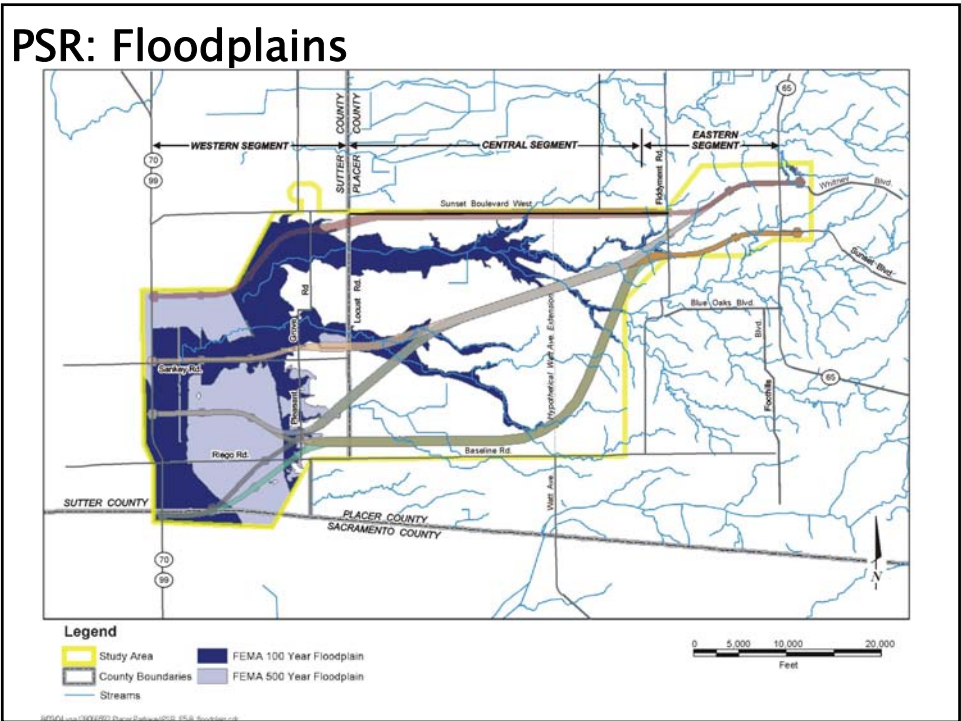 PSR: Floodplains
65
SUTTER COUNTY
PLACER COUNTY
WESTERN SEGMENT
CENTRAL SEGMENT
EASTERN
SEGMENT
70
99
Fiddyment Rd.
Whitney Blvd.
Sunset Boulevard West
Sunset Blvd.
Locust Rd.
Pleasant Grove Rd
Hypothetical Watt Ave. Extension
Blue Oaks Blvd.
Foothills Blvd.
Sankey Rd.
65
Riego Rd.
Baseline Rd.
Watt Ave.
SUTTER COUNTY
PLACER COUNTY
SACRAMENTO COUNTY
70
99
N
Legend
Study Area
County Boundaries
Streams
FEMA 100 Year Floodplain
FEMA 500 Year Floodplain
0 5,000 10,000 20,000
Feet